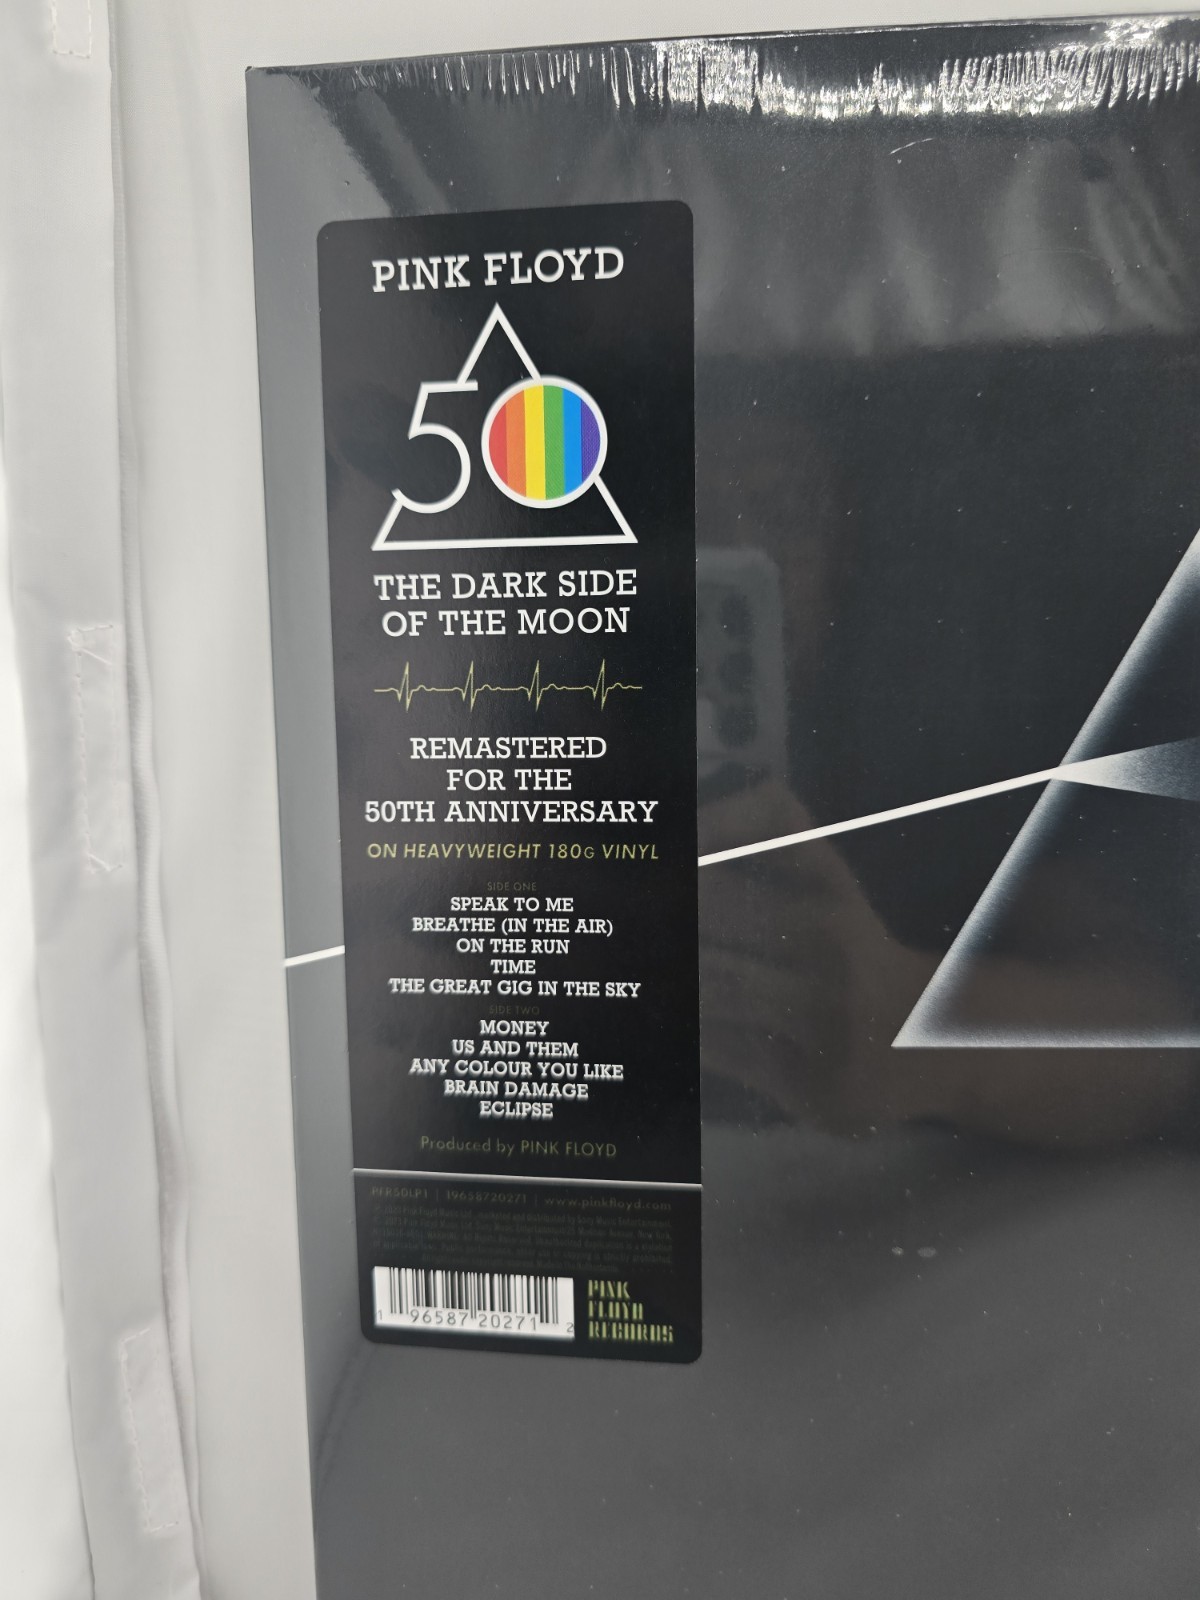 PINK FLOYD
50
THE DARK SIDE
OF THE MOON
REMASTERED
FOR THE
50TH ANNIVERSARY
ON HEAVYWEIGHT 180G VINYL
SIDE ONE
SPEAK TO ME
BREATHE (IN THE AIR)
ON THE RUN
TIME
THE GREAT GIG IN THE SKY
SIDE TWO
MONEY
US AND THEM
ANY COLOUR YOU LIKE
BRAIN DAMAGE
ECLIPSE
Produced by PINK FLOYD
PFR50LP1 | 19658720271 | www.pinkfloyd.com
1 96587 20271 2
PINK
FLOYD
RECORDS